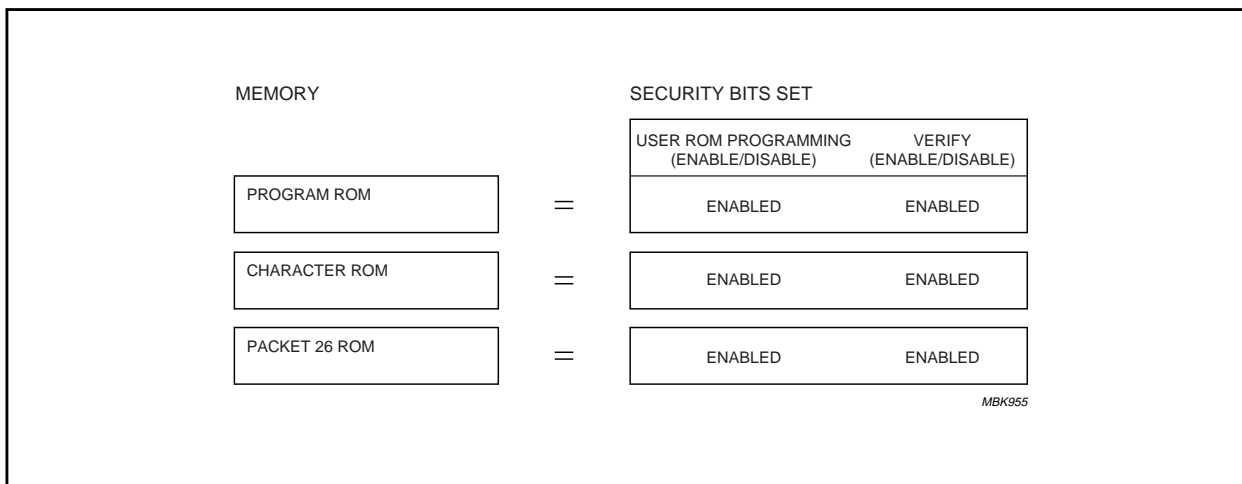 MEMORY
SECURITY BITS SET
USER ROM PROGRAMMING
(ENABLE/DISABLE)
VERIFY
(ENABLE/DISABLE)
PROGRAM ROM
=
ENABLED
ENABLED
CHARACTER ROM
=
ENABLED
ENABLED
PACKET 26 ROM
=
ENABLED
ENABLED
MBK955